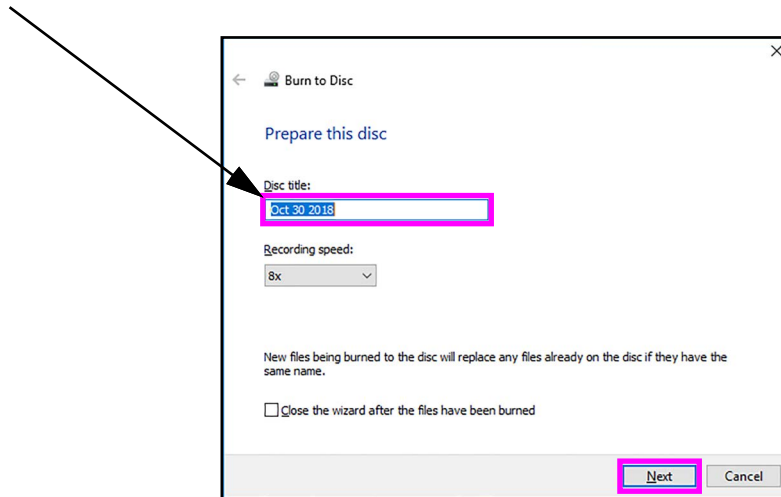 Burn to Disc
Prepare this disc
Disc title:
Oct 30 2018
Recording speed:
8x
New files being burned to the disc will replace any files already on the disc if they have the
same name.
Close the wizard after the files have been burned
Next Cancel